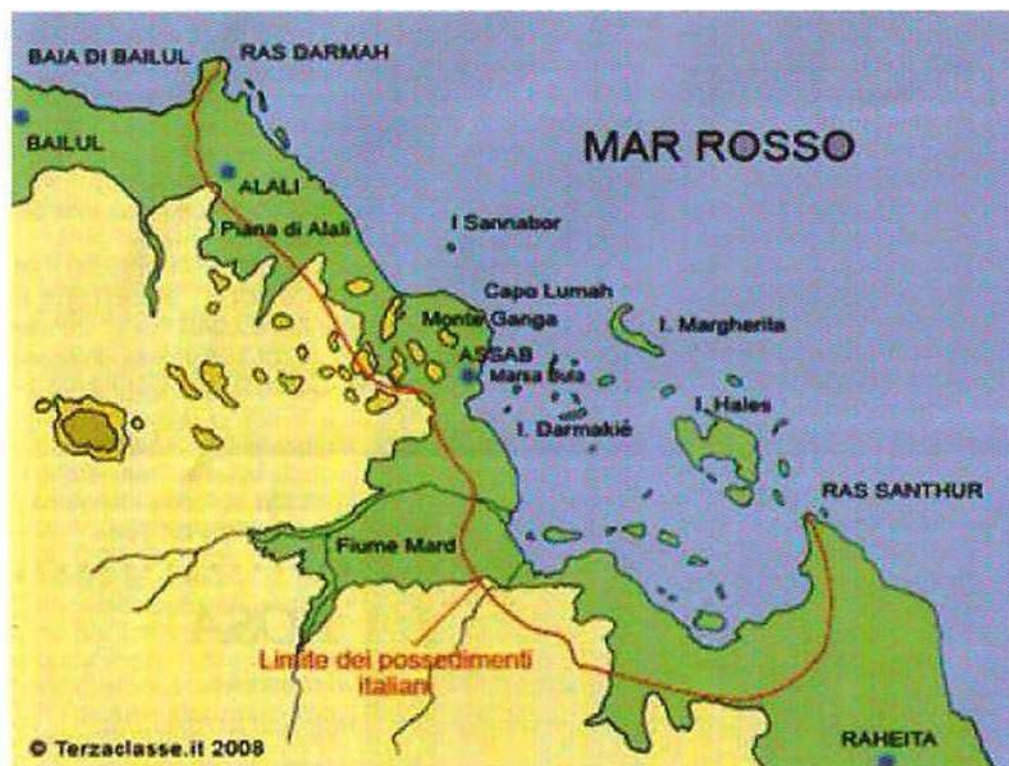 BAIA DI BAILUL
RAS DARMAH
BAILUL
ALALI
MAR ROSSO
Piana di Alali
I Sannabor
Capo Lumah
Monte Ganga
I. Margherita
ASSAB
Marsa Bula
I. Hales
I. Darmakié
RAS SANTHUR
Fiume Mard
Limite dei possedimenti
italiani
RAHEITA
© Terzaclasse.it 2008